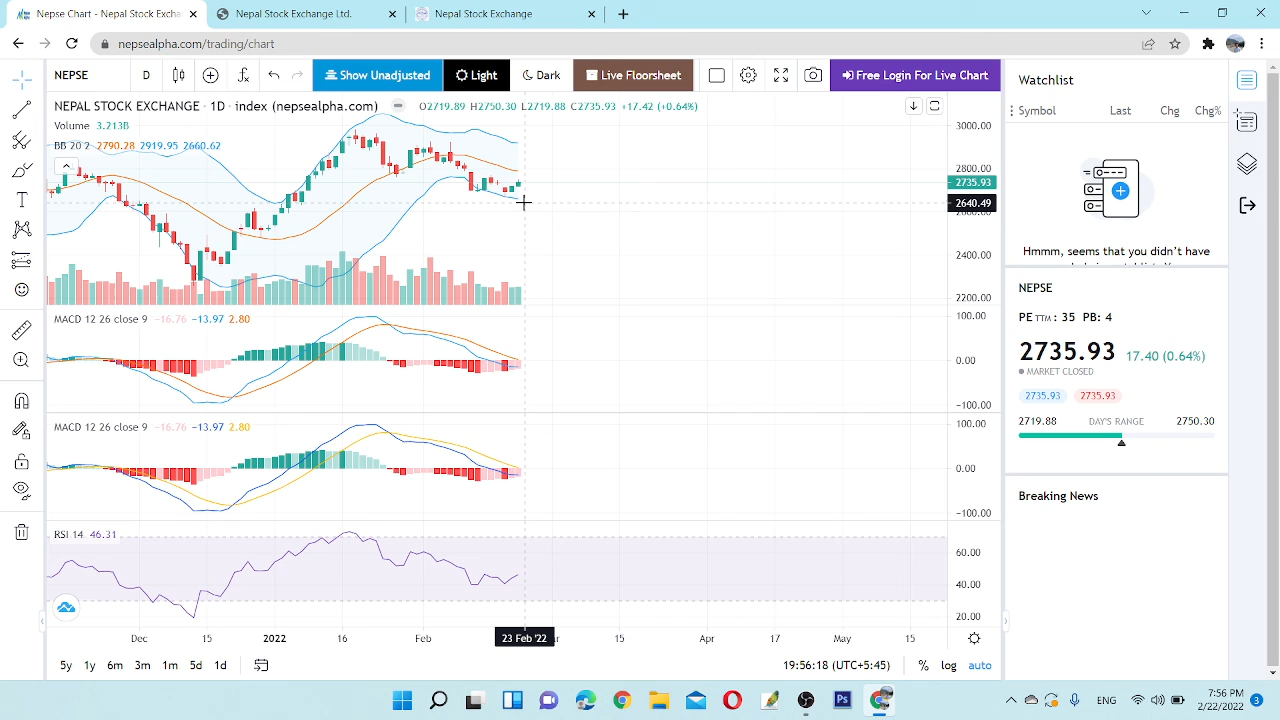 Nepse Stock Exchange
NEPAL STOCK EXCHANGE Ltd.
Nepal Stock Exchange
nepsealpha.com/trading/chart
NEPSE
D
Show Unadjusted
Light
Dark
Live Floorsheet
Free Login For Live Chart
NEPAL STOCK EXCHANGE · 1D · index (nepsealpha.com)
O2719.89 H2750.30 L2719.88 C2735.93 +17.42 (+0.64%)
Volume 3.213B
BB 20 2 2790.28 2919.95 2660.62
3000.00
2800.00
2735.93
2640.49
2400.00
2200.00
MACD 12 26 close 9 −16.76 −13.97 2.80
100.00
0.00
−100.00
MACD 12 26 close 9 −16.76 −13.97 2.80
100.00
0.00
−100.00
RSI 14 46.31
60.00
40.00
20.00
Dec 15 2022 16 Feb 23 Feb '22 15 Apr 17 May 15
5y 1y 6m 3m 1m 5d 1d
19:56:18 (UTC+5:45) % log auto
Watchlist
Symbol Last Chg Chg%
Hmmm, seems that you didn't have
NEPSE
PE TTM : 35 PB: 4
2735.93 17.40 (0.64%)
MARKET CLOSED
2735.93 2735.93
2719.88 DAY'S RANGE 2750.30
Breaking News
ENG
7:56 PM
2/22/2022
3